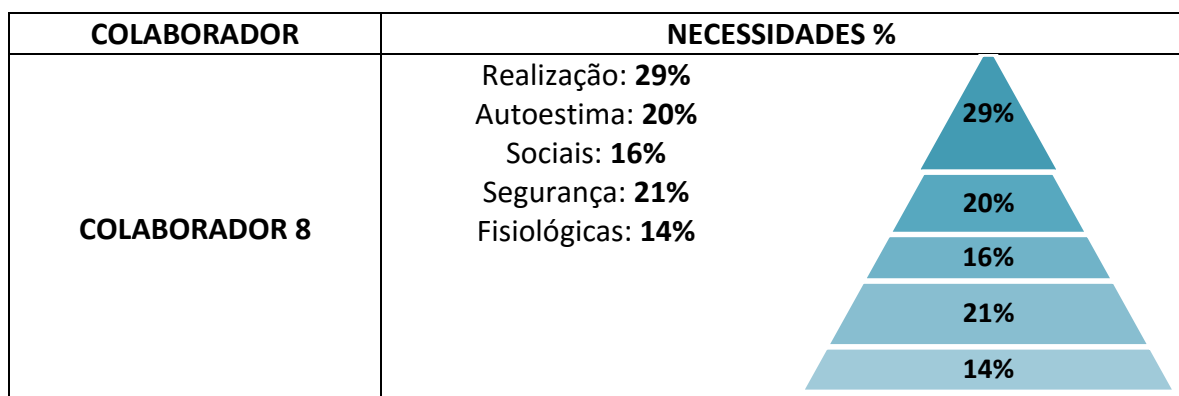 COLABORADOR
NECESSIDADES %
COLABORADOR 8
Realização: 29%
Autoestima: 20%
Sociais: 16%
Segurança: 21%
Fisiológicas: 14%
29%
20%
16%
21%
14%